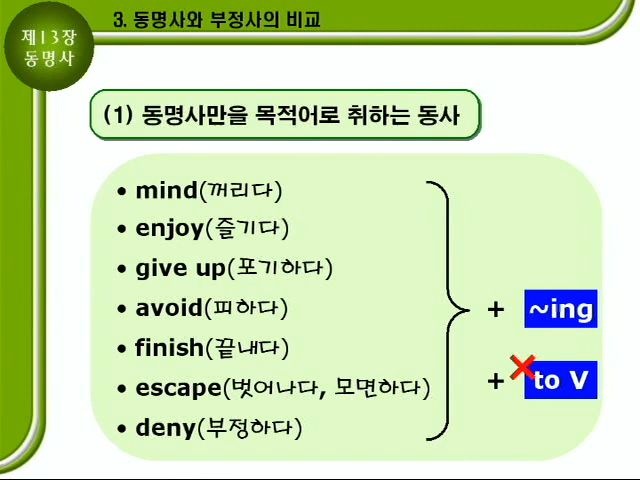 3. 동명사와 부정사의 비교
제13장
동명사
(1) 동명사만을 목적어로 취하는 동사
• mind(꺼리다)
• enjoy(즐기다)
• give up(포기하다)
• avoid(피하다)
• finish(끝내다)
• escape(벗어나다, 모면하다)
• deny(부정하다)
+ ~ing
+ to V